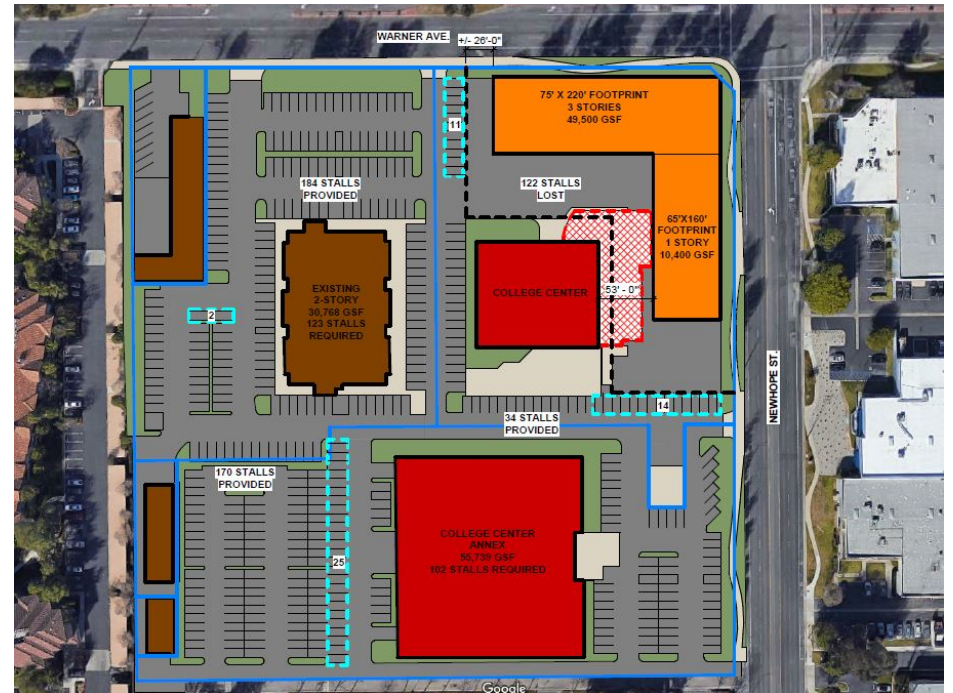 WARNER AVE.
+/- 26'-0"
75' X 220' FOOTPRINT
3 STORIES
49,500 GSF
11
184 STALLS
PROVIDED
122 STALLS
LOST
65'X160'
FOOTPRINT
1 STORY
10,400 GSF
EXISTING
2-STORY
30,768 GSF
123 STALLS
REQUIRED
COLLEGE CENTER
53' - 0"
2
NEWHOPE ST.
14
34 STALLS
PROVIDED
170 STALLS
PROVIDED
COLLEGE CENTER
ANNEX
55,739 GSF
182 STALLS REQUIRED
25
Google